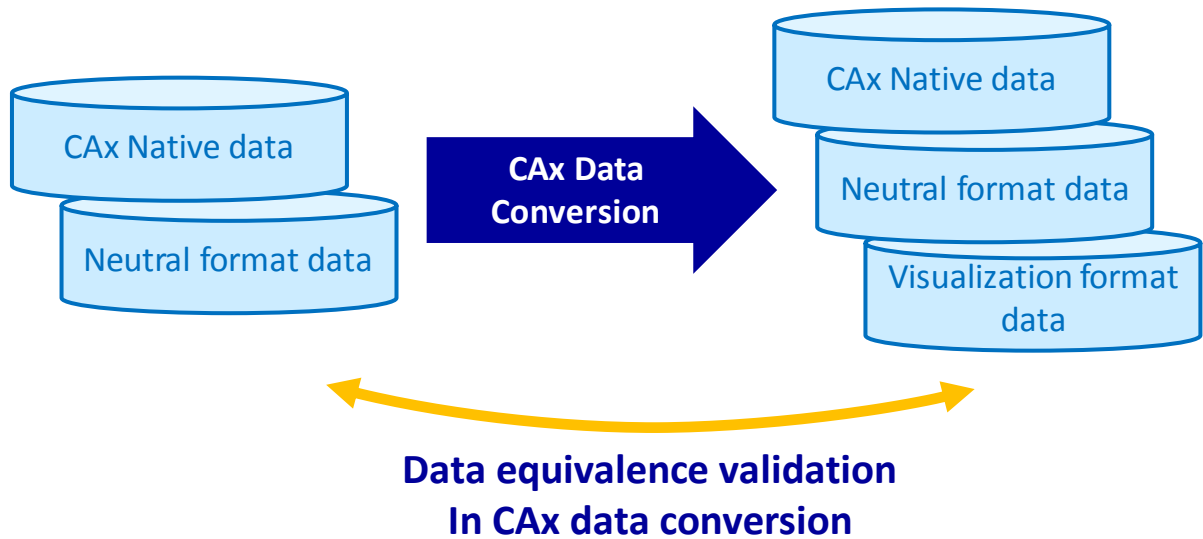 CAx Native data
Neutral format data
CAx Data
Conversion
CAx Native data
Neutral format data
Visualization format
data
Data equivalence validation
In CAx data conversion